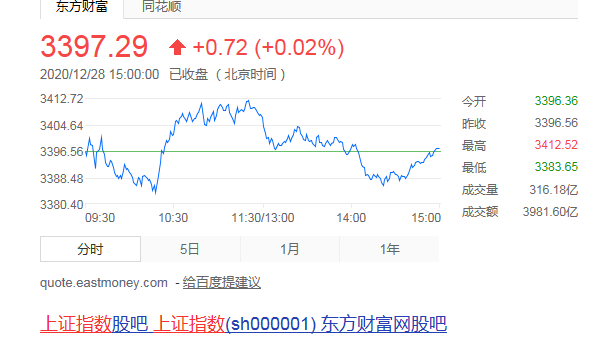 东方财富 同花顺
3397.29 +0.72 (+0.02%)
2020/12/28 15:00:00 已收盘 ( 北京时间 )
3412.72
3404.64
3396.56
3388.48
3380.40
09:30 10:30 11:30/13:00 14:00 15:00
今开 3396.36
昨收 3396.56
最高 3412.52
最低 3383.65
成交量 316.18亿
成交额 3981.60亿
分时 5日 1月 1年
quote.eastmoney.com - 给百度提建议
上证指数股吧_上证指数(sh000001)_东方财富网股吧